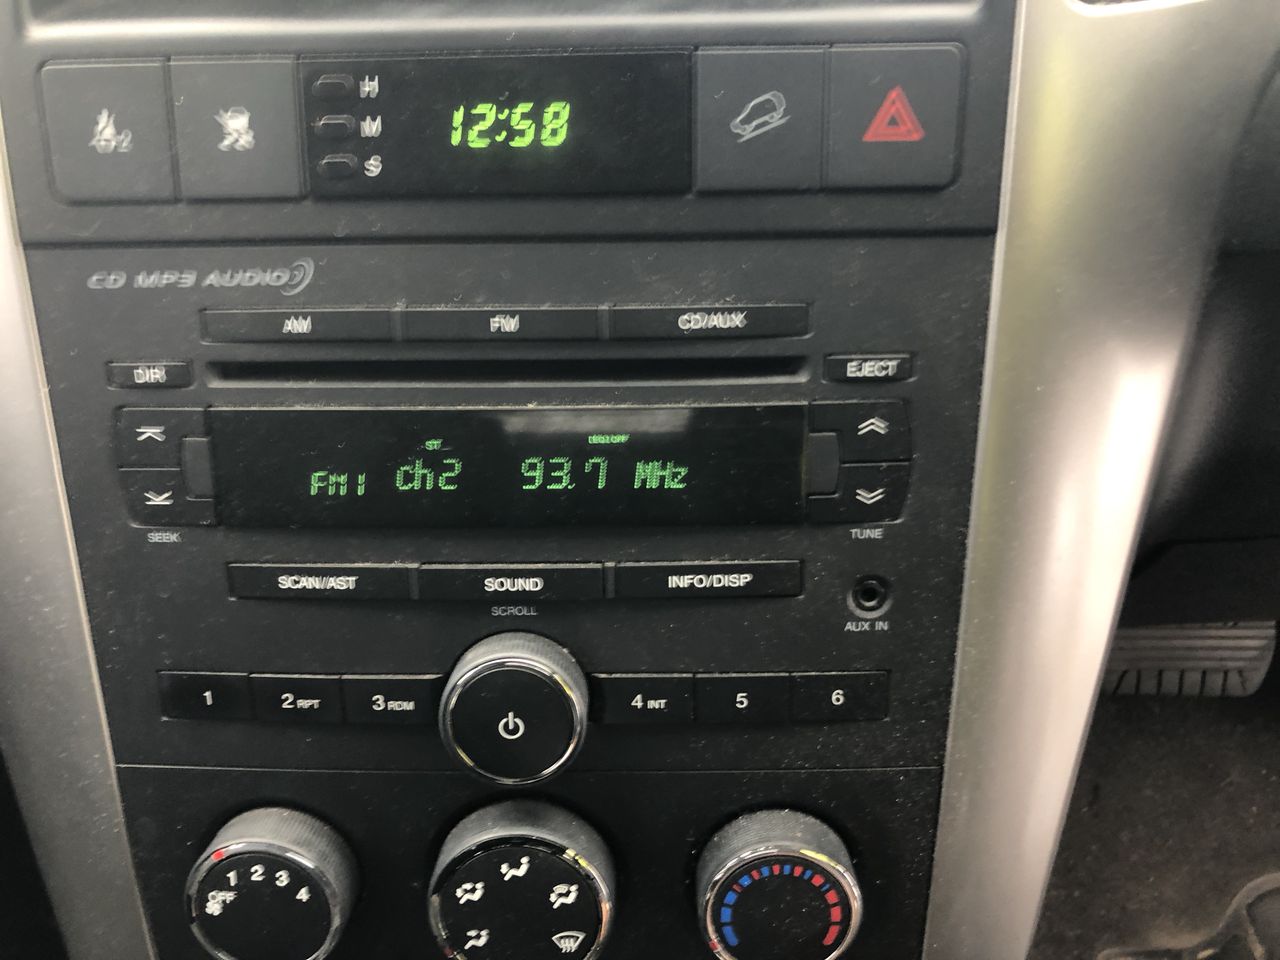 H
M
S
12:58
2
CD MP3 AUDIO
AM FM CD/AUX
DIR EJECT
ST
FM1 Ch2 93.7 MHz
SEEK TUNE
SCAN/AST SOUND INFO/DISP
SCROLL
AUX IN
1 2 RPT 3 RDM 4 INT 5 6
OFF 1 2 3 4